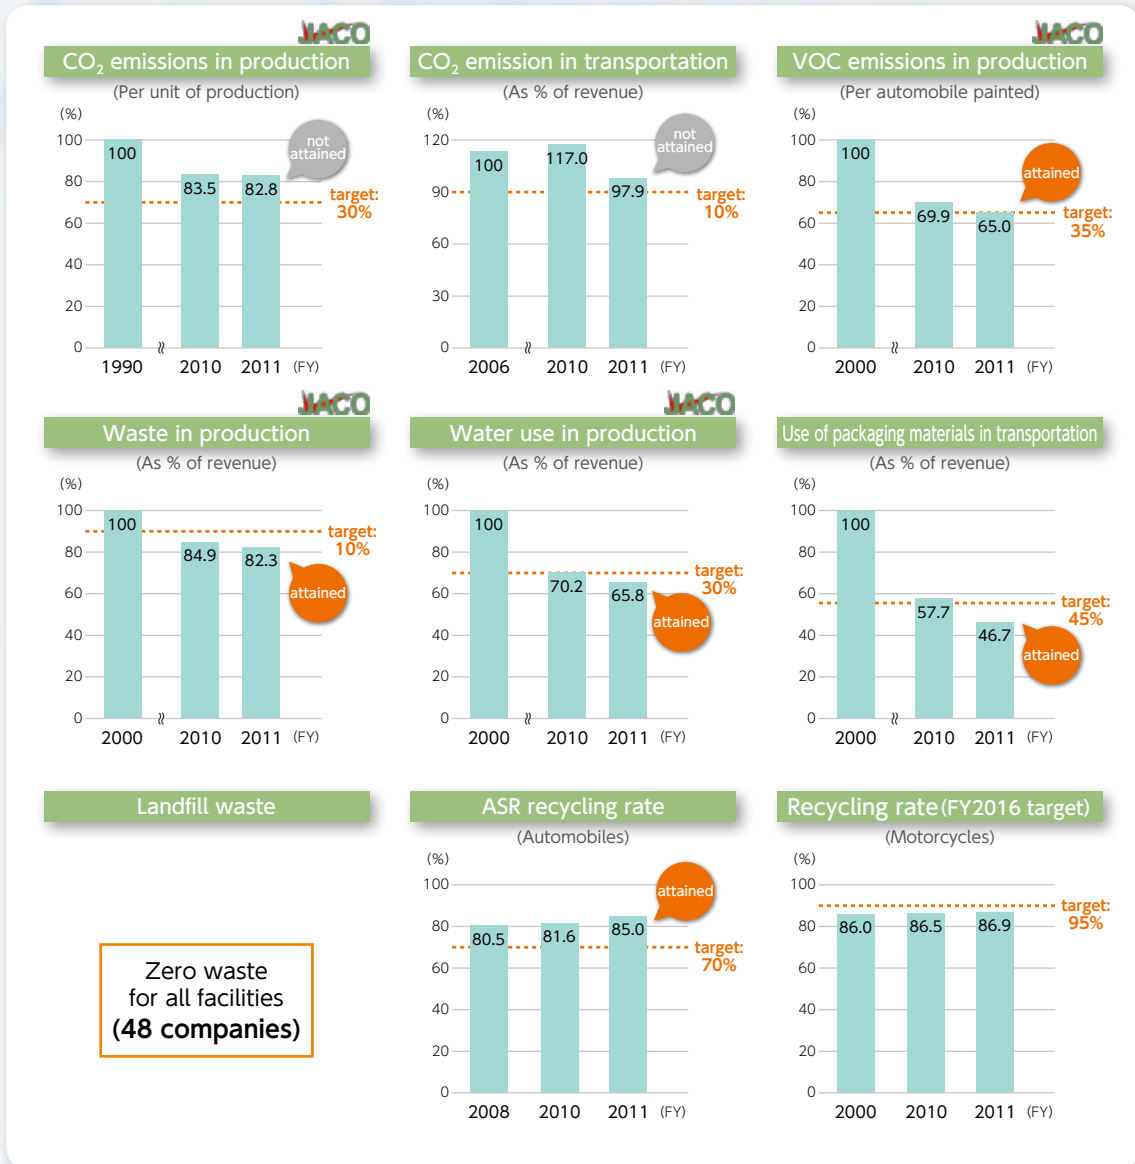 JACO
CO₂ emissions in production
(Per unit of production)
(%)
100
80
60
40
20
0
100
83.5
82.8
not
attained
target:
30%
1990
2010
2011
(FY)
CO₂ emission in transportation
(As % of revenue)
(%)
120
90
60
30
0
100
117.0
97.9
not
attained
target:
10%
2006
2010
2011
(FY)
JACO
VOC emissions in production
(Per automobile painted)
(%)
100
80
60
40
20
0
100
69.9
65.0
attained
target:
35%
2000
2010
2011
(FY)
JACO
Waste in production
(As % of revenue)
(%)
100
80
60
40
20
0
100
84.9
82.3
target:
10%
attained
2000
2010
2011
(FY)
JACO
Water use in production
(As % of revenue)
(%)
100
80
60
40
20
0
100
70.2
65.8
target:
30%
attained
2000
2010
2011
(FY)
Use of packaging materials in transportation
(As % of revenue)
(%)
100
80
60
40
20
0
100
57.7
46.7
target:
45%
attained
2000
2010
2011
(FY)
Landfill waste
Zero waste
for all facilities
(48 companies)
ASR recycling rate
(Automobiles)
(%)
100
80
60
40
20
0
80.5
81.6
85.0
attained
target:
70%
2008
2010
2011
(FY)
Recycling rate (FY2016 target)
(Motorcycles)
(%)
100
80
60
40
20
0
86.0
86.5
86.9
target:
95%
2000
2010
2011
(FY)